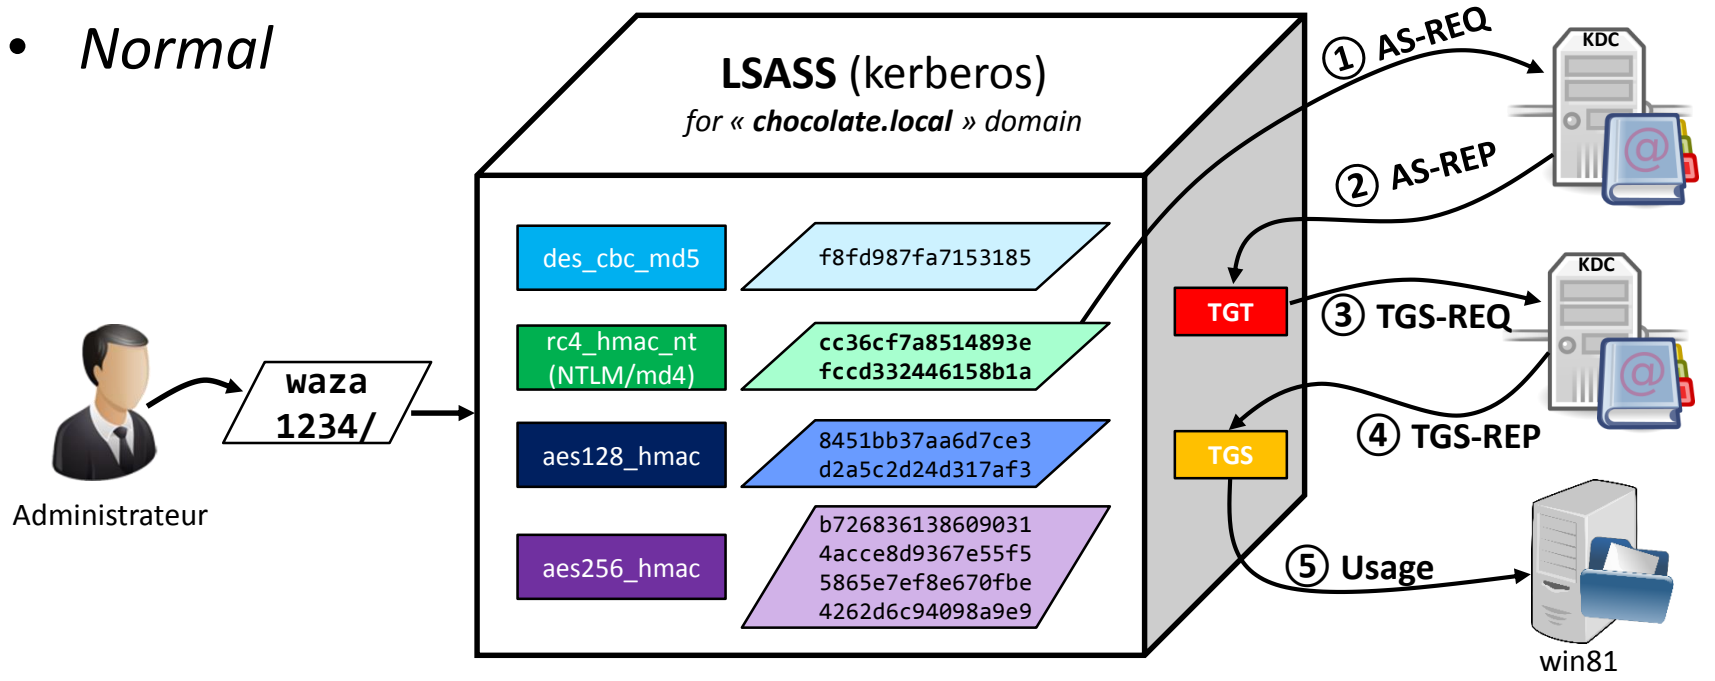 • Normal
LSASS (kerberos)
for « chocolate.local » domain
des_cbc_md5
f8fd987fa7153185
rc4_hmac_nt
(NTLM/md4)
cc36cf7a8514893e
fccd332446158b1a
aes128_hmac
8451bb37aa6d7ce3
d2a5c2d24d317af3
aes256_hmac
b726836138609031
4acce8d9367e55f5
5865e7ef8e670fbe
4262d6c94098a9e9
waza
1234/
Administrateur
TGT
TGS
① AS-REQ
KDC
② AS-REP
③ TGS-REQ
KDC
④ TGS-REP
⑤ Usage
win81
@
@